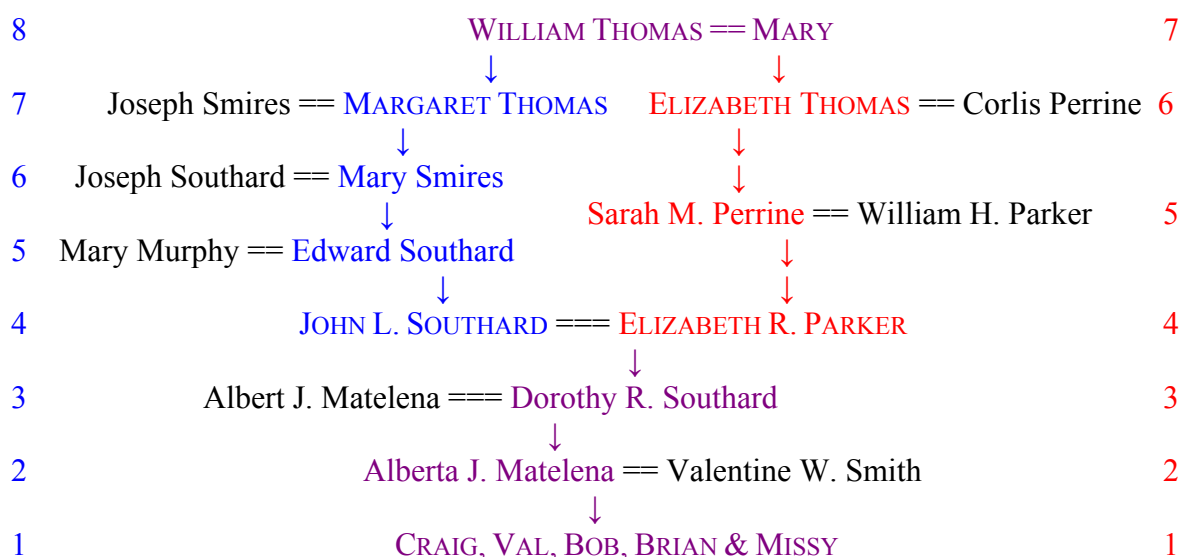 8 WILLIAM THOMAS == MARY 7
↓ ↓
7 Joseph Smires == MARGARET THOMAS ELIZABETH THOMAS == Corlis Perrine 6
↓ ↓
6 Joseph Southard == Mary Smires ↓
↓ Sarah M. Perrine == William H. Parker 5
5 Mary Murphy == Edward Southard ↓
↓ ↓
4 JOHN L. SOUTHARD === ELIZABETH R. PARKER 4
↓
3 Albert J. Matelena === Dorothy R. Southard 3
↓
2 Alberta J. Matelena == Valentine W. Smith 2
↓
1 CRAIG, VAL, BOB, BRIAN & MISSY 1